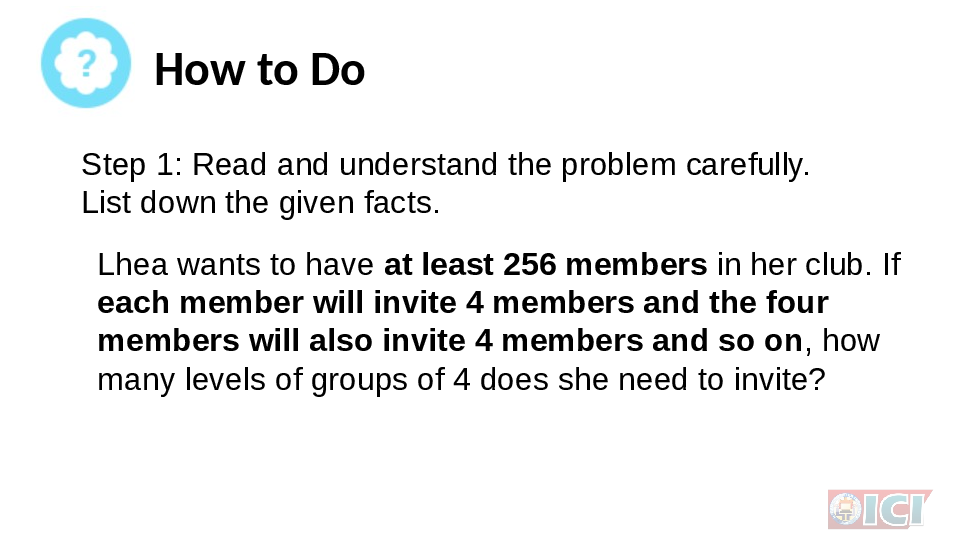 ?
How to Do
Step 1: Read and understand the problem carefully.
List down the given facts.
Lhea wants to have at least 256 members in her club. If
each member will invite 4 members and the four
members will also invite 4 members and so on, how
many levels of groups of 4 does she need to invite?
ICI